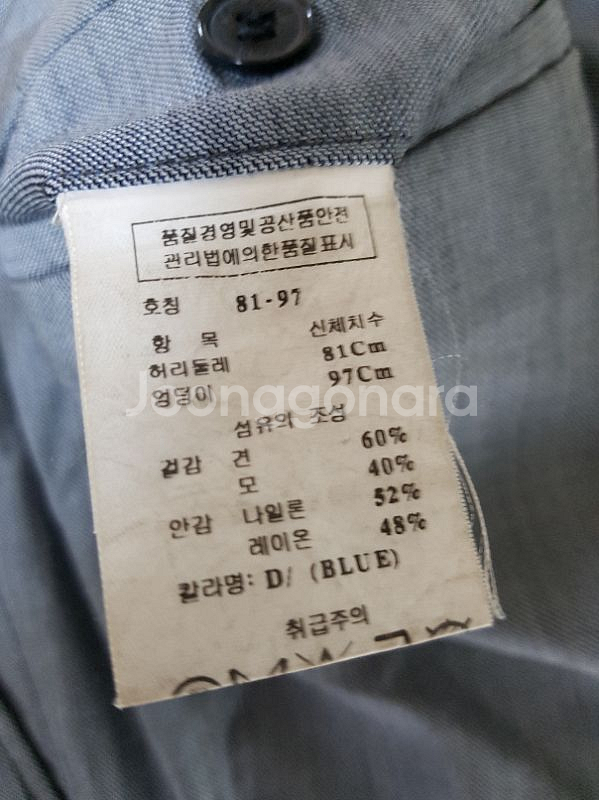 품질경영및공산품안전
관리법에의한품질표시
호칭 81-97
항 목 신체치수
허리둘레 81Cm
엉덩이 97Cm
Joonagonara
섬유의 조성
겉감 견 60%
모 40%
안감 나일론 52%
레이온 48%
칼라명: D/ (BLUE)
취급주의